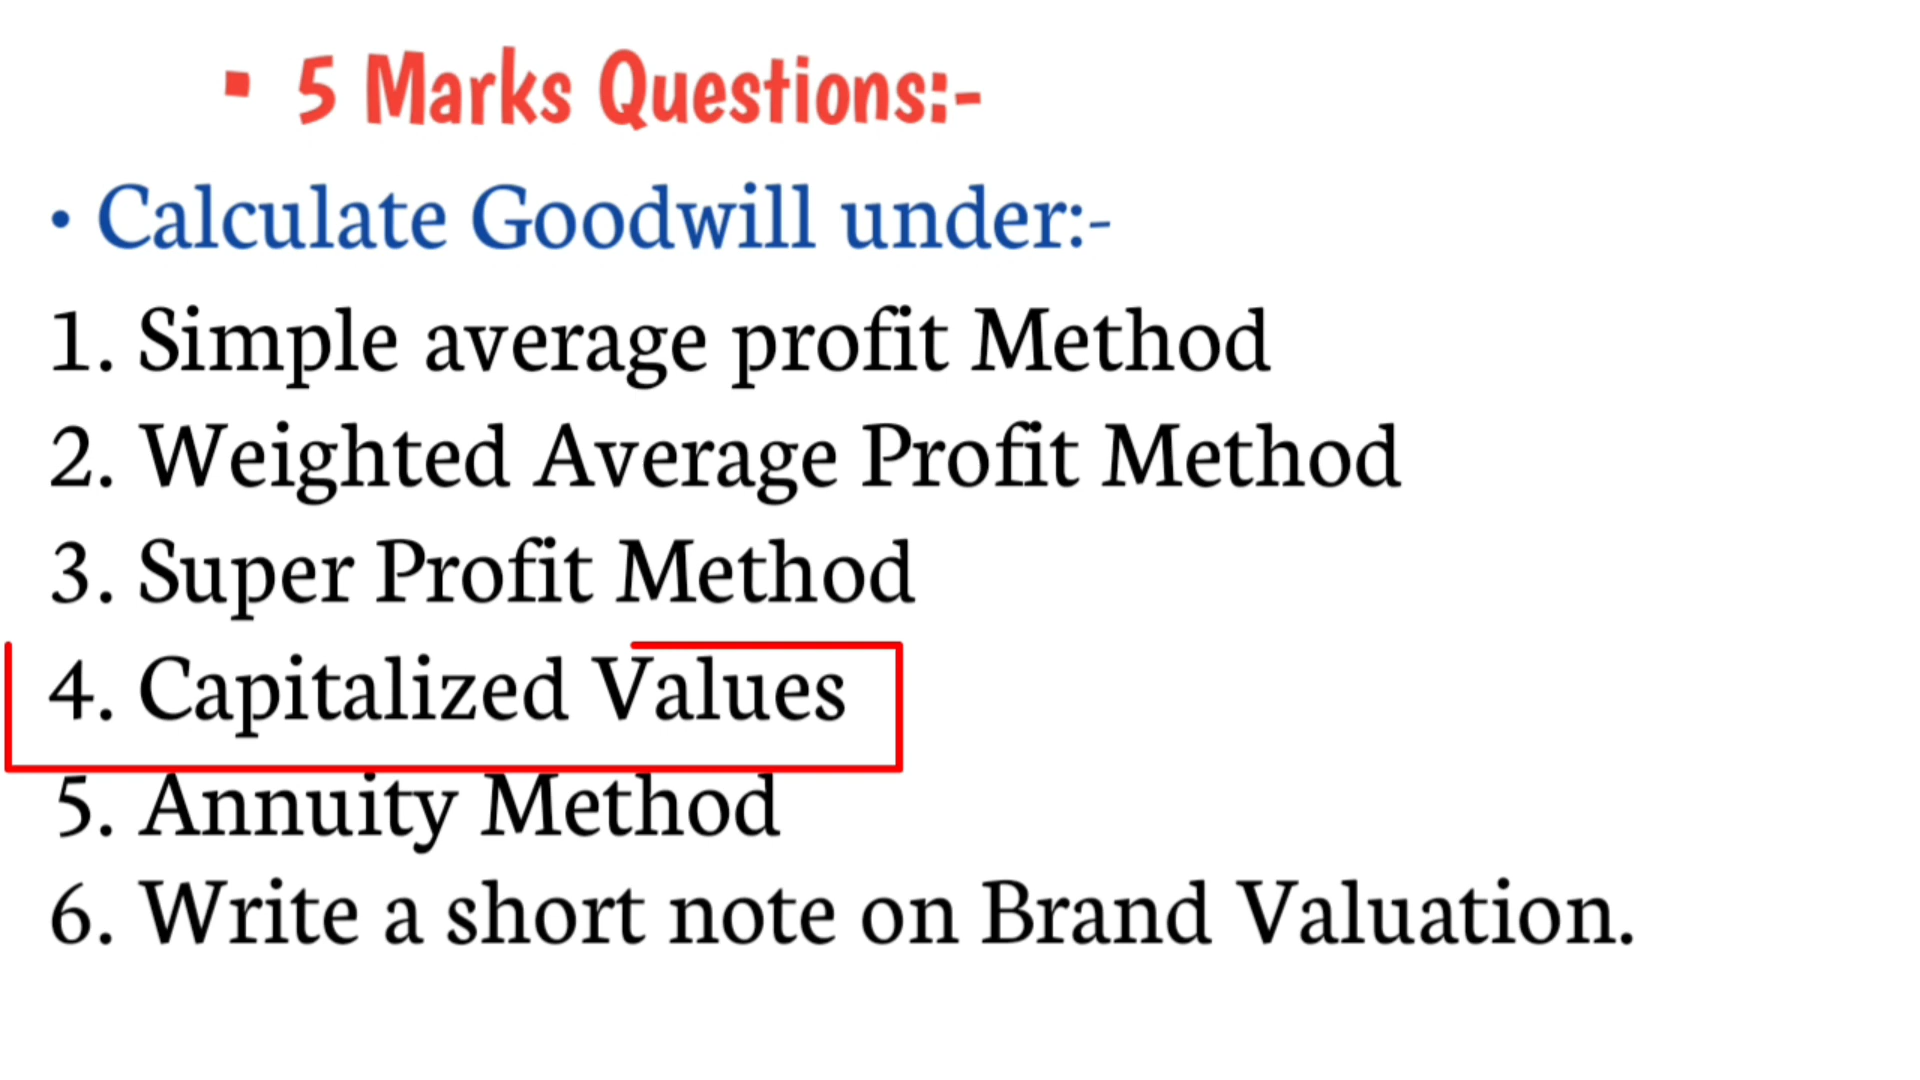 ▪ 5 Marks Questions:-
• Calculate Goodwill under:-
1. Simple average profit Method
2. Weighted Average Profit Method
3. Super Profit Method
4. Capitalized Values
5. Annuity Method
6. Write a short note on Brand Valuation.